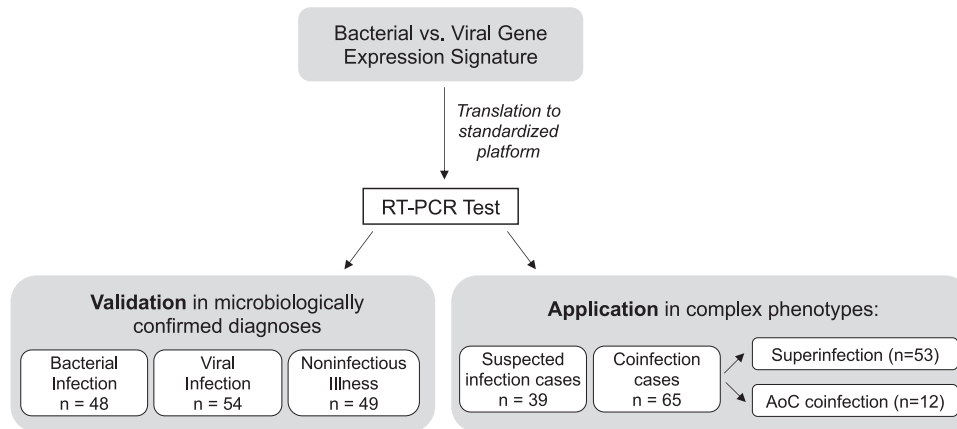 Bacterial vs. Viral Gene
Expression Signature
Translation to
standardized
platform
RT-PCR Test
Validation in microbiologically
confirmed diagnoses
Bacterial
Infection
n = 48
Viral
Infection
n = 54
Noninfectious
Illness
n = 49
Application in complex phenotypes:
Suspected
infection cases
n = 39
Coinfection
cases
n = 65
Superinfection (n=53)
AoC coinfection (n=12)